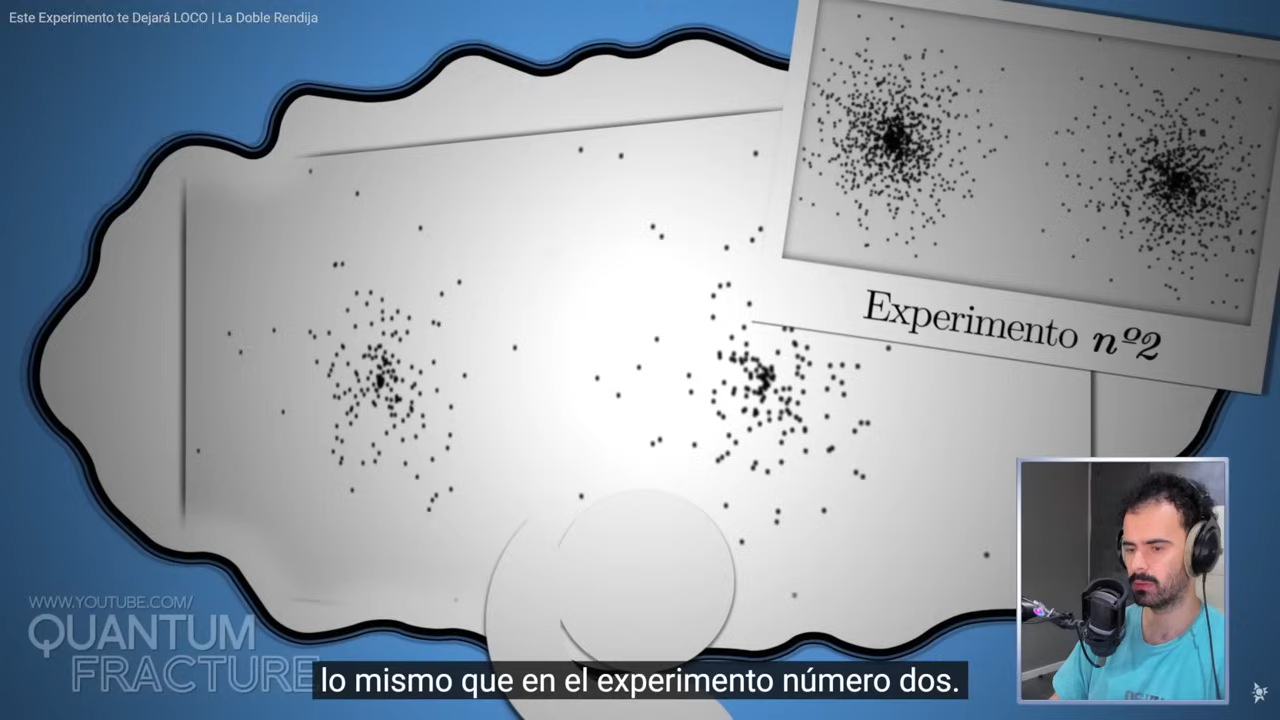 Este Experimento te Dejará LOCO | La Doble Rendija
Experimento nº2
WWW.YOUTUBE.COM/
QUANTUM
FRACTURE
lo mismo que en el experimento número dos.